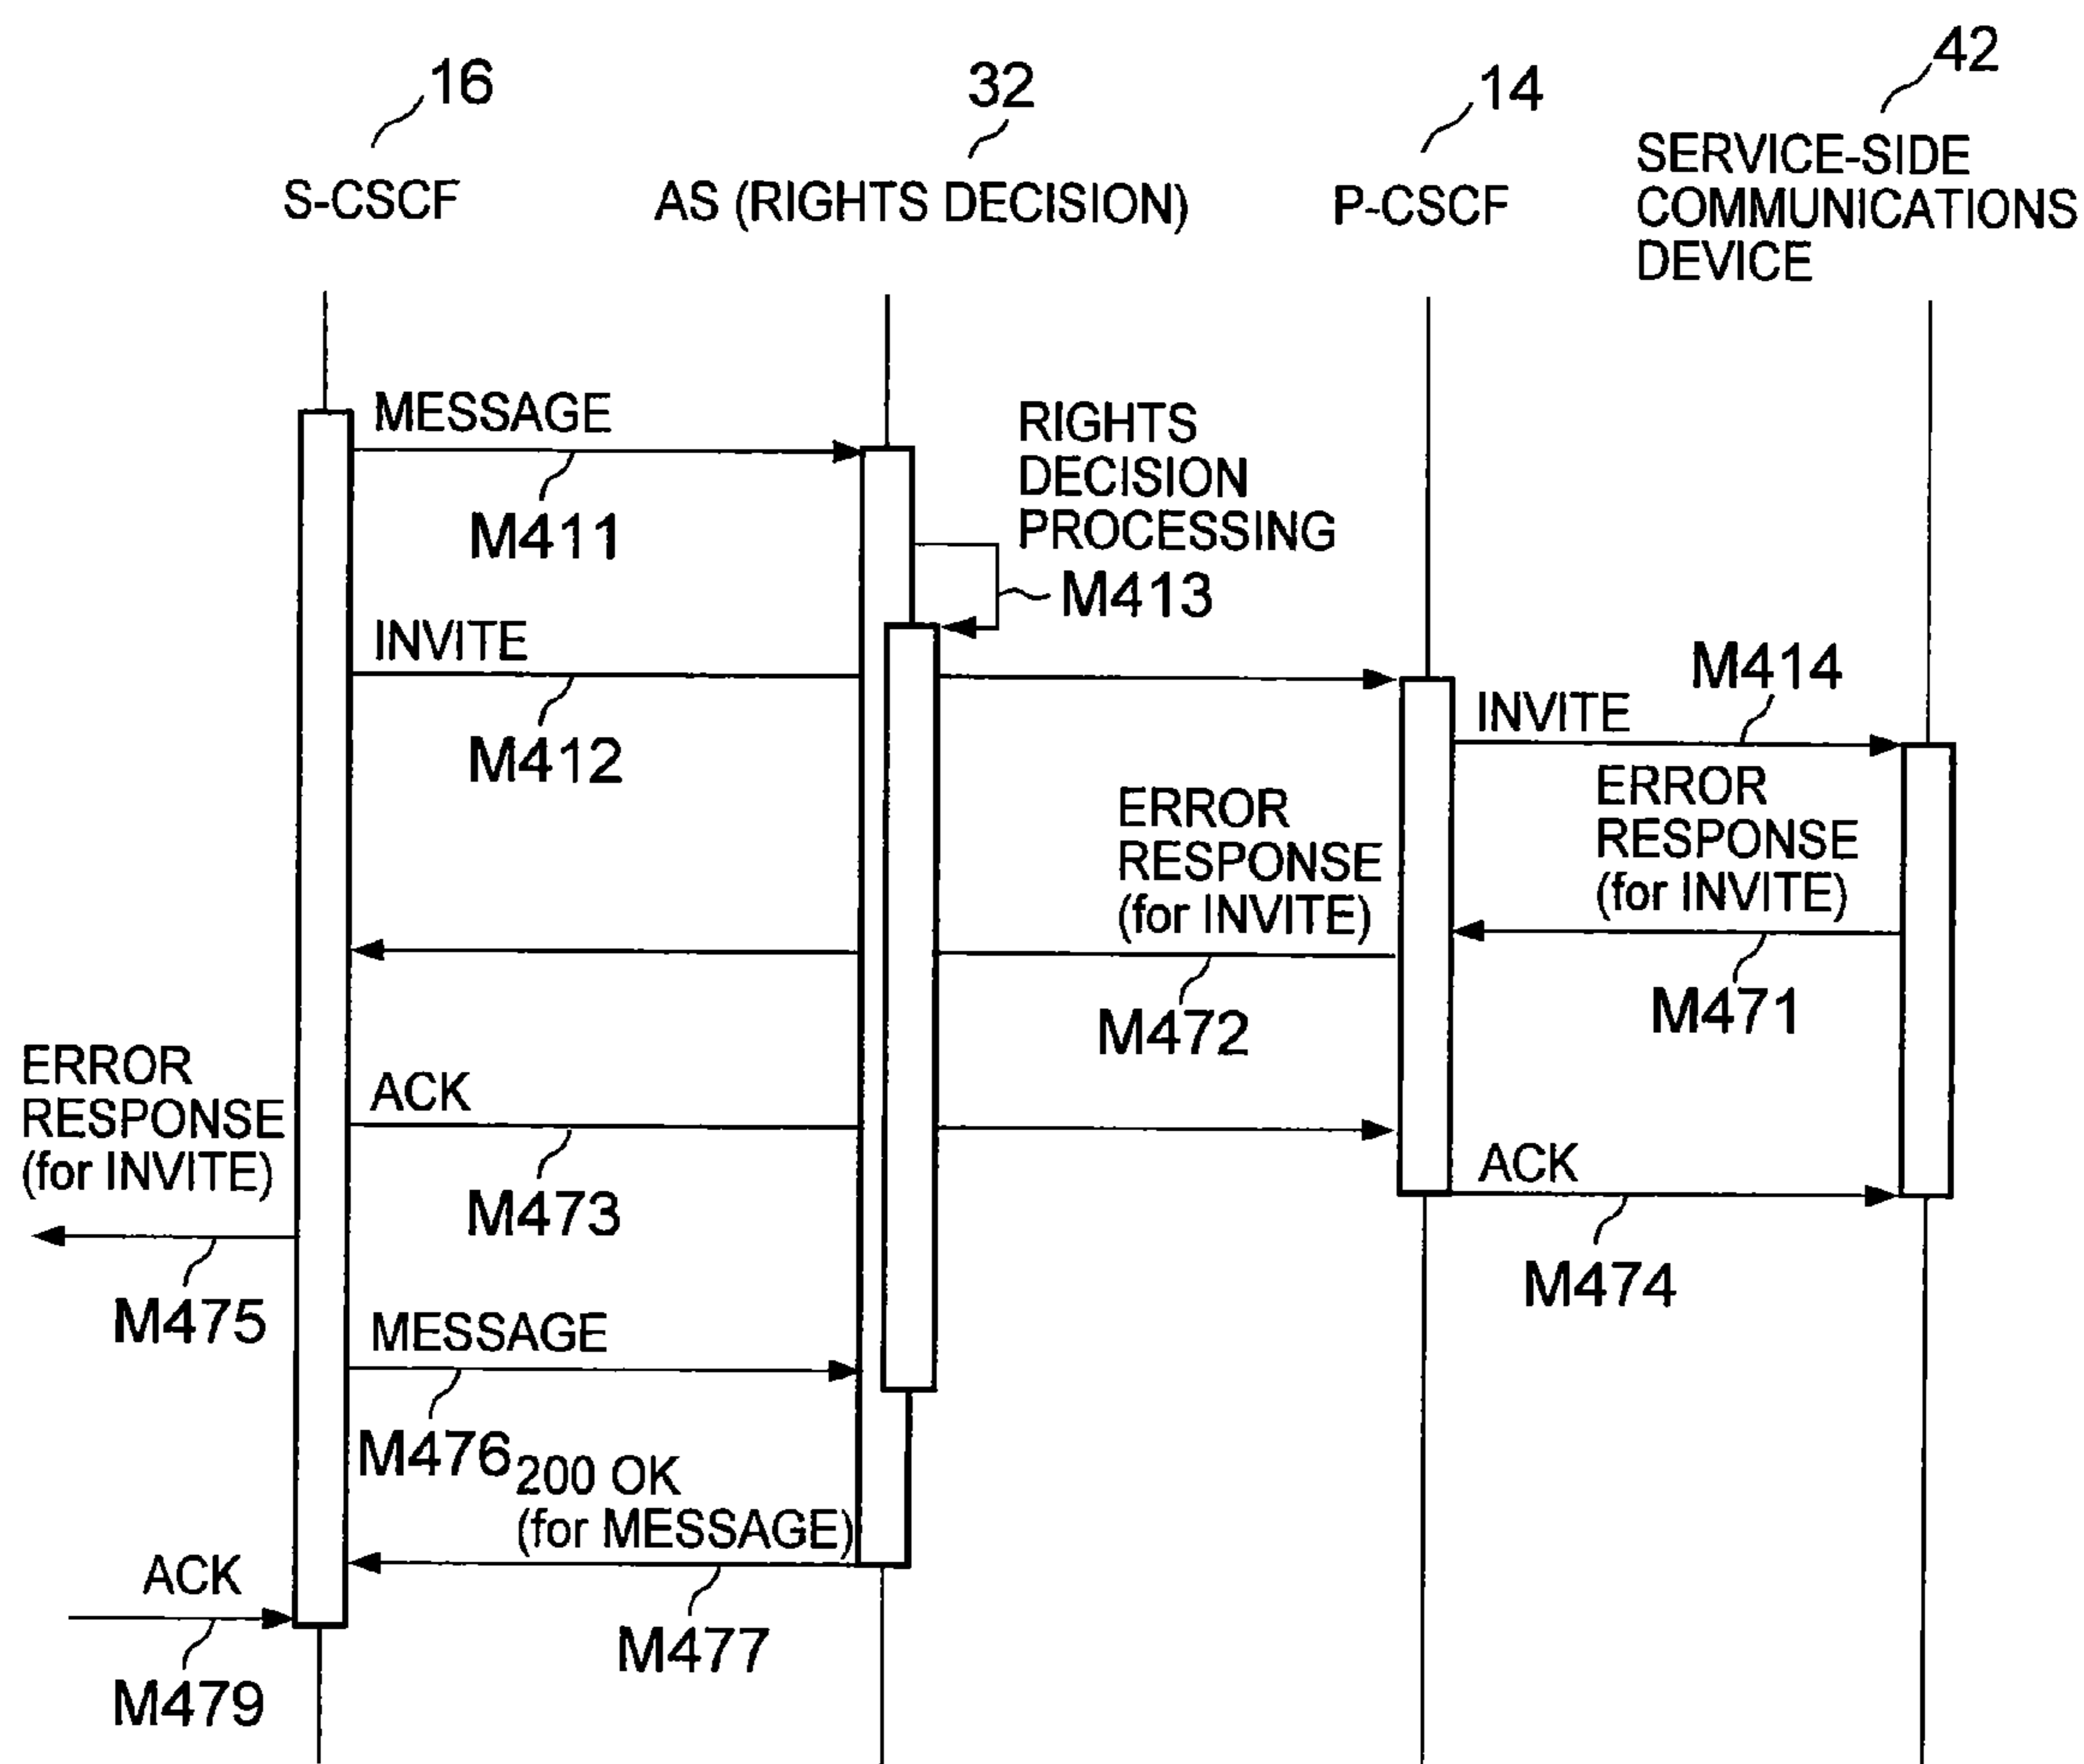 16
32
14
42
S-CSCF
AS (RIGHTS DECISION)
P-CSCF
SERVICE-SIDE
COMMUNICATIONS
DEVICE
MESSAGE
M411
RIGHTS
DECISION
PROCESSING
M413
INVITE
M412
M414
INVITE
ERROR
RESPONSE
(for INVITE)
M471
ERROR
RESPONSE
(for INVITE)
M472
ACK
M473
ACK
M474
ERROR
RESPONSE
(for INVITE)
M475
MESSAGE
M476
200 OK
(for MESSAGE)
M477
ACK
M479